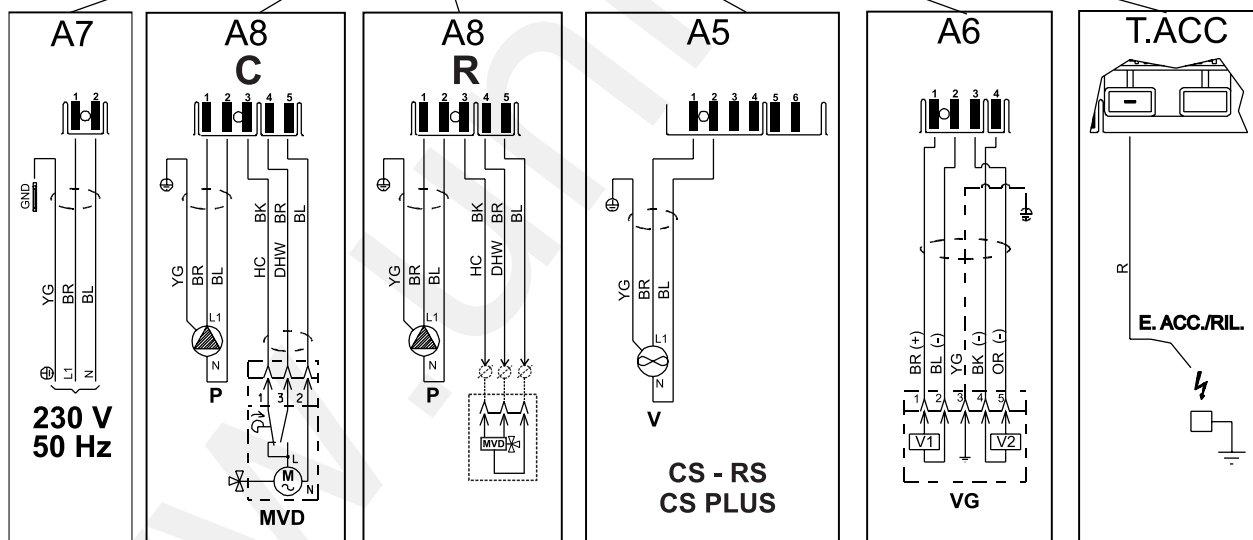 A7
1 2
GND
YG
BR
BL
L1
N
230 V
50 Hz
A8
C
1 2 3 4 5
YG
BR
BL
HC
BK
DHW
BR
BL
L1
N
P
1 3 2
L
M
N
MVD
A8
R
1 2 3 4 5
YG
BR
BL
HC
BK
DHW
BR
BL
L1
N
P
MVD
A5
1 2 3 4 5 6
YG
BR
BL
L1
N
V
CS - RS
CS PLUS
A6
1 2 3 4
BR (+)
BL (-)
YG
BK (-)
OR (-)
1 2 3 4 5
V1
V2
VG
T.ACC
R
E. ACC./RIL.